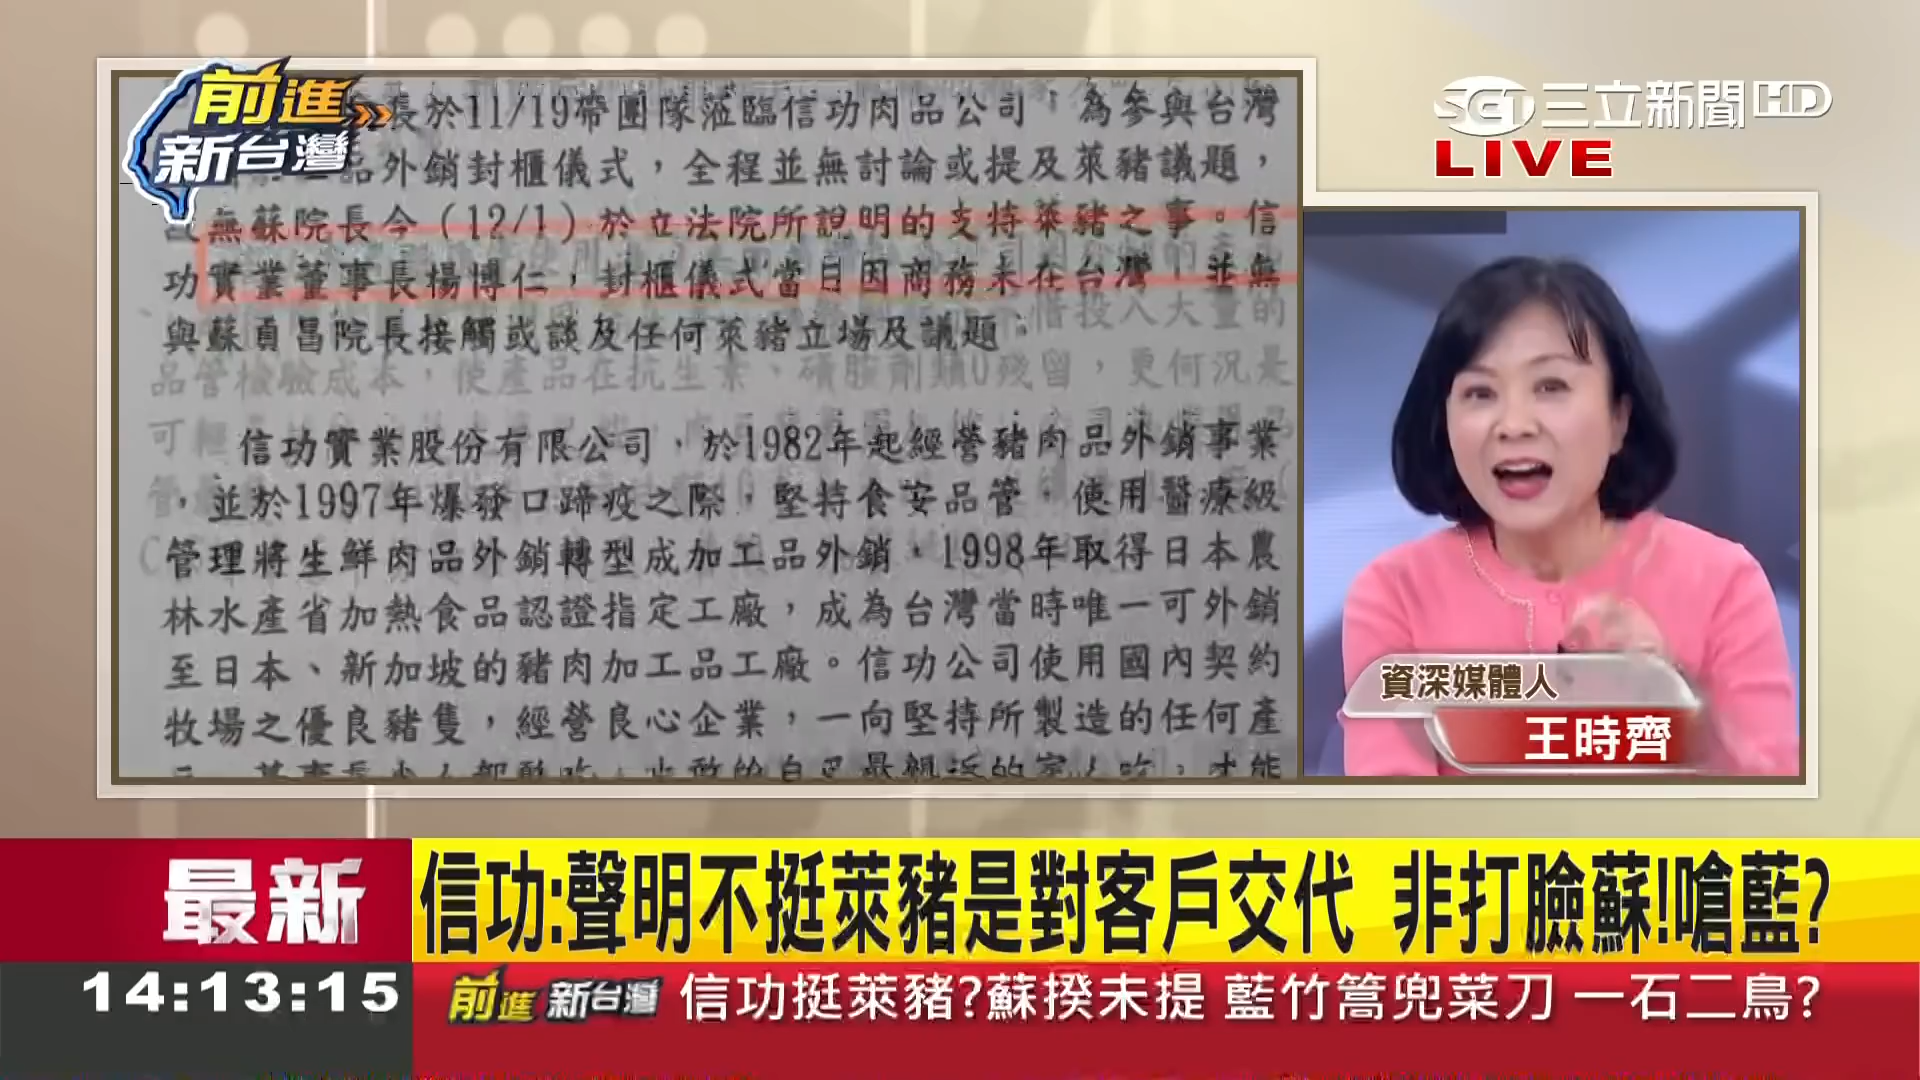 前進
新台灣
長於11/19帶團隊蒞臨信功肉品公司，為參與台灣
品外銷封櫃儀式，全程並無討論或提及萊豬議題，
無蘇院長今（12/1）於立法院所說明的支持萊豬之事。信
功實業董事長楊博仁，封櫃儀式當日因商務未在台灣，並無
與蘇貞昌院長接觸或談及任何萊豬立場及議題。
信功實業股份有限公司，於1982年起經營豬肉品外銷事業
，並於1997年爆發口蹄疫之際，堅持食安品管，使用醫療級
管理將生鮮肉品外銷轉型成加工品外銷，1998年取得日本農
林水產省加熱食品認證指定工廠，成為台灣當時唯一可外銷
至日本、新加坡的豬肉加工品工廠。信功公司使用國內契約
牧場之優良豬隻，經營良心企業，一向堅持所製造的任何產
SET三立新聞HD
LIVE
資深媒體人
王時齊
最新
信功:聲明不挺萊豬是對客戶交代 非打臉蘇!嗆藍?
14:13:15
前進新台灣 信功挺萊豬?蘇揆未提 藍竹篙兜菜刀 一石二鳥?